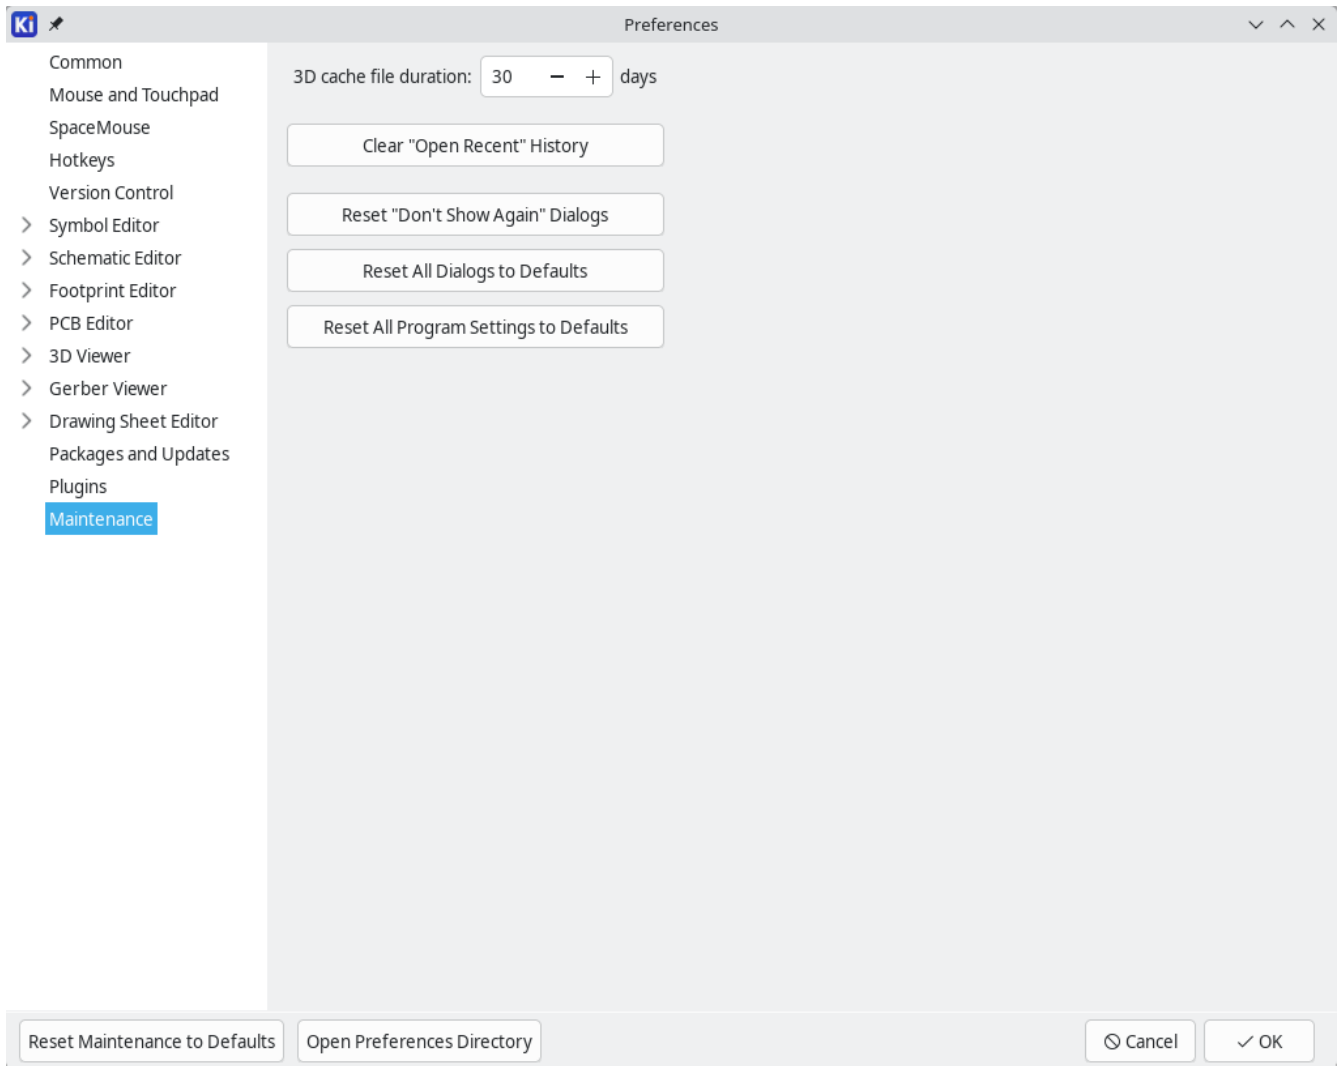 Ki
Preferences
Common
Mouse and Touchpad
SpaceMouse
Hotkeys
Version Control
Symbol Editor
Schematic Editor
Footprint Editor
PCB Editor
3D Viewer
Gerber Viewer
Drawing Sheet Editor
Packages and Updates
Plugins
Maintenance
3D cache file duration: 30 days
Clear "Open Recent" History
Reset "Don't Show Again" Dialogs
Reset All Dialogs to Defaults
Reset All Program Settings to Defaults
Reset Maintenance to Defaults
Open Preferences Directory
Cancel
OK